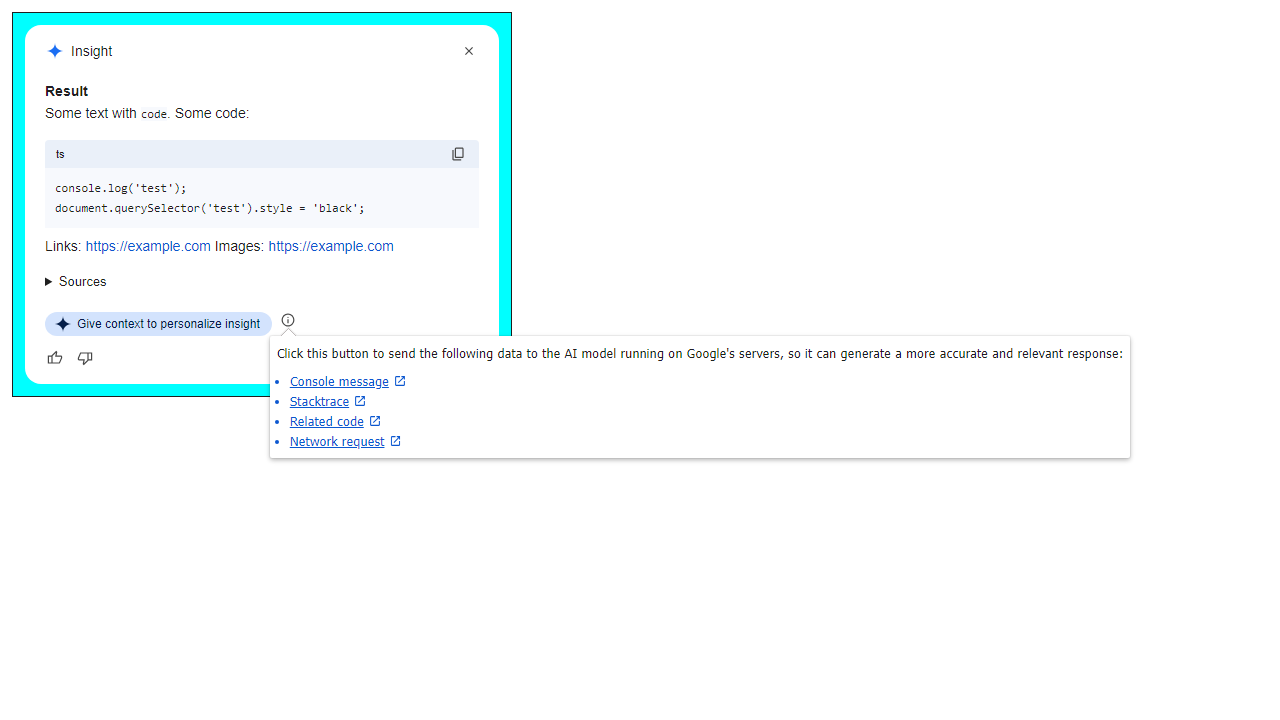 Insight
Result
Some text with code. Some code:
ts
console.log('test');
document.querySelector('test').style = 'black';
Links: https://example.com Images: https://example.com
Sources
Give context to personalize insight
Click this button to send the following data to the AI model running on Google's servers, so it can generate a more accurate and relevant response:
Console message
Stacktrace
Related code
Network request